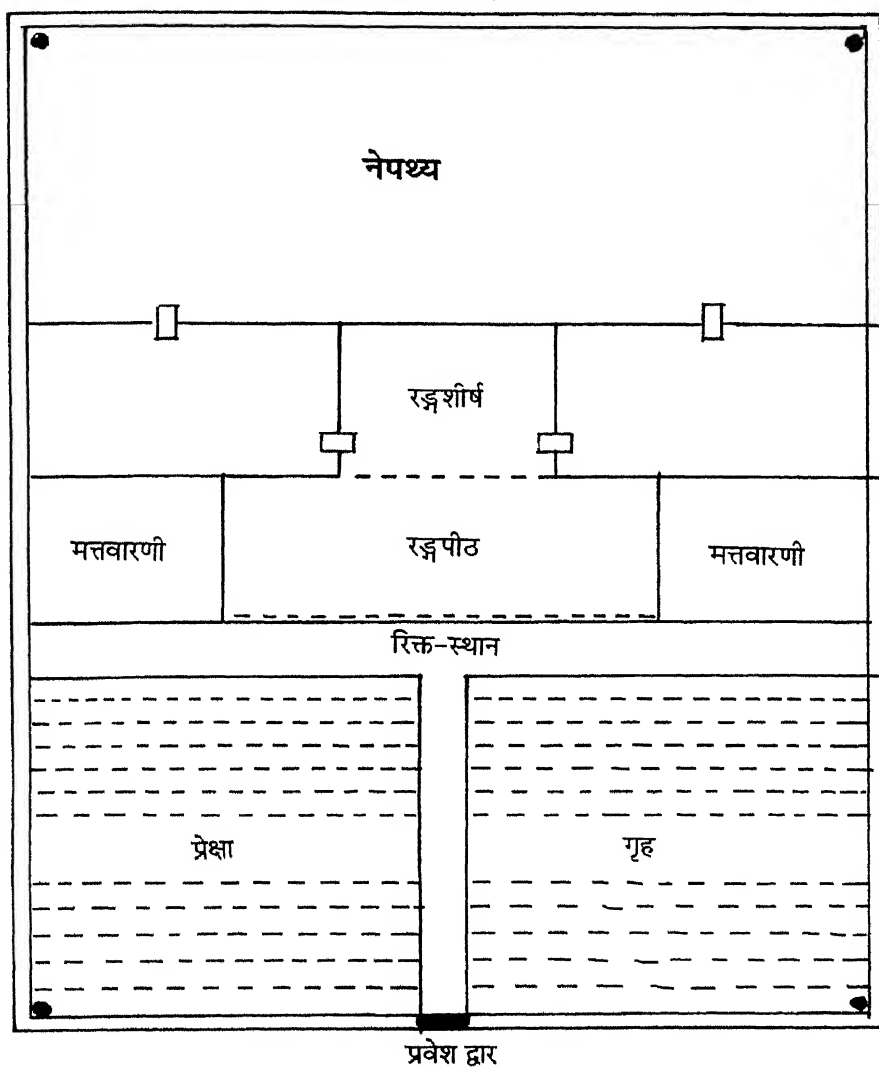 नेपथ्य
रङ्गशीर्ष
मत्तवारणी
रङ्गपीठ
मत्तवारणी
रिक्त-स्थान
प्रेक्षा
गृह
प्रवेश द्वार